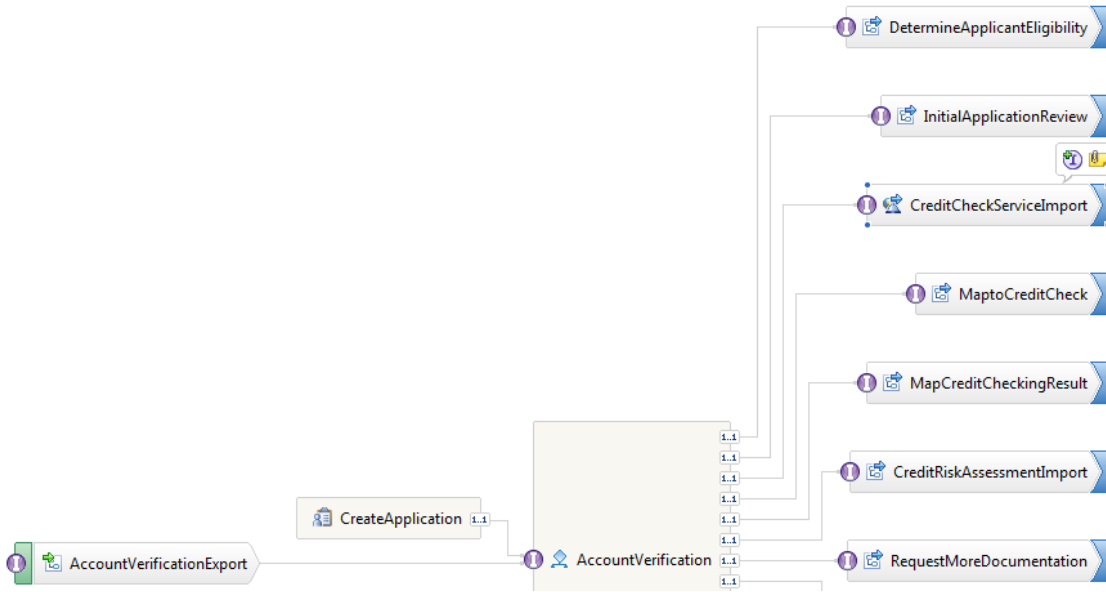 DetermineApplicantEligibility
InitialApplicationReview
CreditCheckServiceImport
MaptoCreditCheck
MapCreditCheckingResult
1..1
1..1
CreditRiskAssessmentImport
1..1
1..1
CreateApplication 1..1
1..1
1..1
AccountVerificationExport
AccountVerification 1..1
RequestMoreDocumentation
1..1